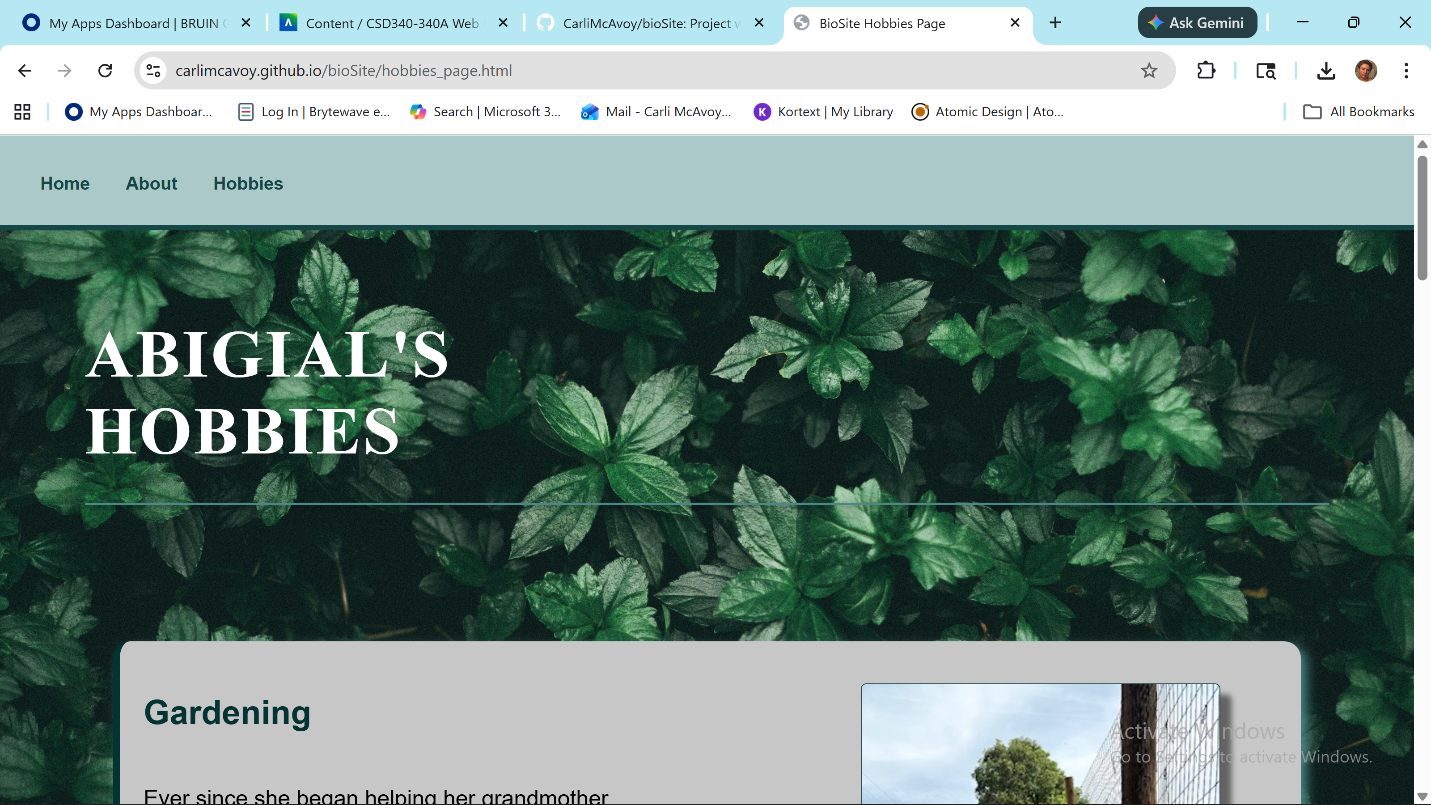 My Apps Dashboard | BRUIN
Content / CSD340-340A Web
CarliMcAvoy/bioSite: Project
BioSite Hobbies Page
Ask Gemini
carlimcavoy.github.io/bioSite/hobbies_page.html
My Apps Dashboar...
Log In | Brytewave e...
Search | Microsoft 3...
Mail - Carli McAvoy...
K
Kortext | My Library
Atomic Design | Ato...
All Bookmarks
Home
About
Hobbies
ABIGIAL'S
HOBBIES
Gardening
Ever since she began helping her grandmother
Activate Windows
Go to Settings to activate Windows.